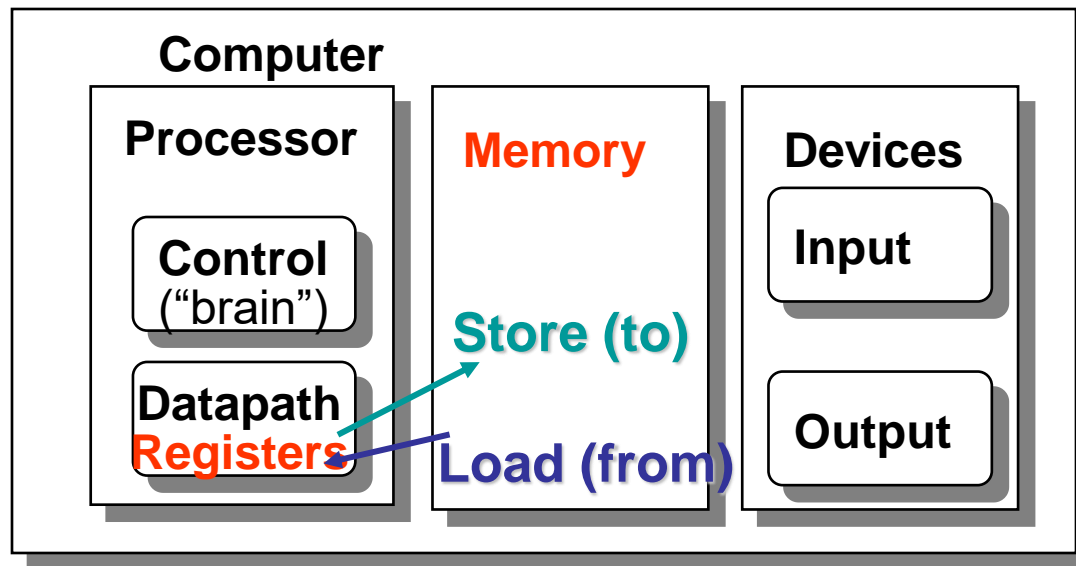 Computer
Processor
Control
(“brain”)
Datapath
Registers
Memory
Store (to)
Load (from)
Devices
Input
Output